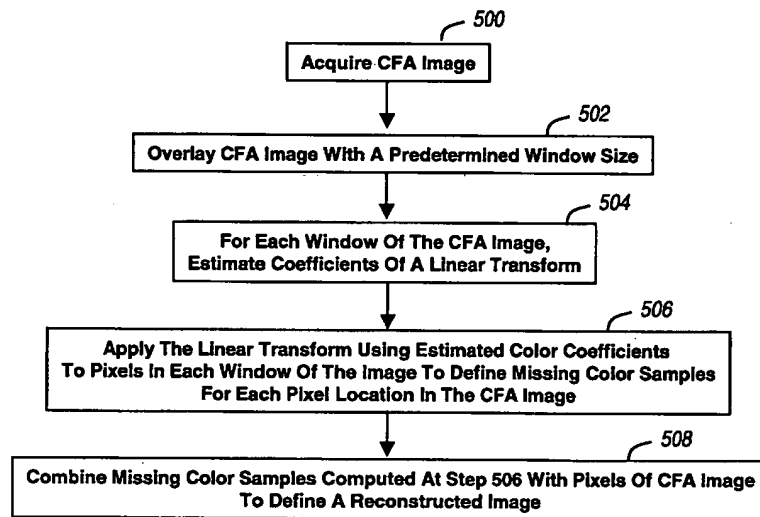 500
Acquire CFA Image
502
Overlay CFA Image With A Predetermined Window Size
504
For Each Window Of The CFA Image,
Estimate Coefficients Of A Linear Transform
506
Apply The Linear Transform Using Estimated Color Coefficients
To Pixels In Each Window Of The Image To Define Missing Color Samples
For Each Pixel Location In The CFA Image
508
Combine Missing Color Samples Computed At Step 506 With Pixels Of CFA Image
To Define A Reconstructed Image